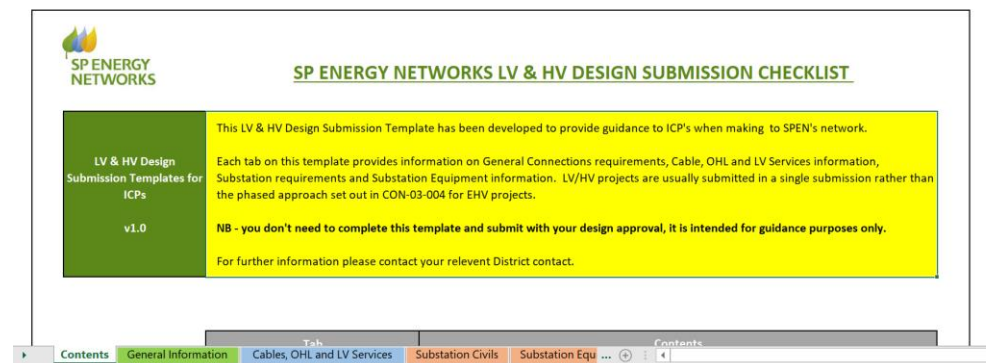 SP ENERGY
NETWORKS
SP ENERGY NETWORKS LV & HV DESIGN SUBMISSION CHECKLIST
LV & HV Design
Submission Templates for
ICPs
v1.0
This LV & HV Design Submission Template has been developed to provide guidance to ICP's when making to SPEN's network.
Each tab on this template provides information on General Connections requirements, Cable, OHL and LV Services information,
Substation requirements and Substation Equipment information. LV/HV projects are usually submitted in a single submission rather than
the phased approach set out in CON-03-004 for EHV projects.
NB - you don't need to complete this template and submit with your design approval, it is intended for guidance purposes only.
For further information please contact your relevent District contact.
Tab Contents
Contents General Information Cables, OHL and LV Services Substation Civils Substation Equ ...